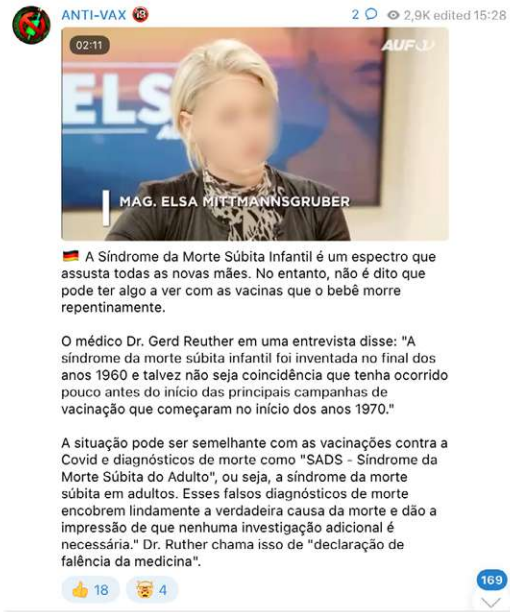 ANTI-VAX
2 2,9K edited 15:28
02:11
AUF
ELS
MAG. ELSA MITTMANNSGRUBER
A Síndrome da Morte Súbita Infantil é um espectro que
assusta todas as novas mães. No entanto, não é dito que
pode ter algo a ver com as vacinas que o bebê morre
repentinamente.
O médico Dr. Gerd Reuther em uma entrevista disse: "A
síndrome da morte súbita infantil foi inventada no final dos
anos 1960 e talvez não seja coincidência que tenha ocorrido
pouco antes do início das principais campanhas de
vacinação que começaram no início dos anos 1970."
A situação pode ser semelhante com as vacinações contra a
Covid e diagnósticos de morte como "SADS - Síndrome da
Morte Súbita do Adulto", ou seja, a síndrome da morte
súbita em adultos. Esses falsos diagnósticos de morte
encobrem lindamente a verdadeira causa da morte e dão a
impressão de que nenhuma investigação adicional é
necessária." Dr. Ruther chama isso de "declaração de
falência da medicina".
18 4
169